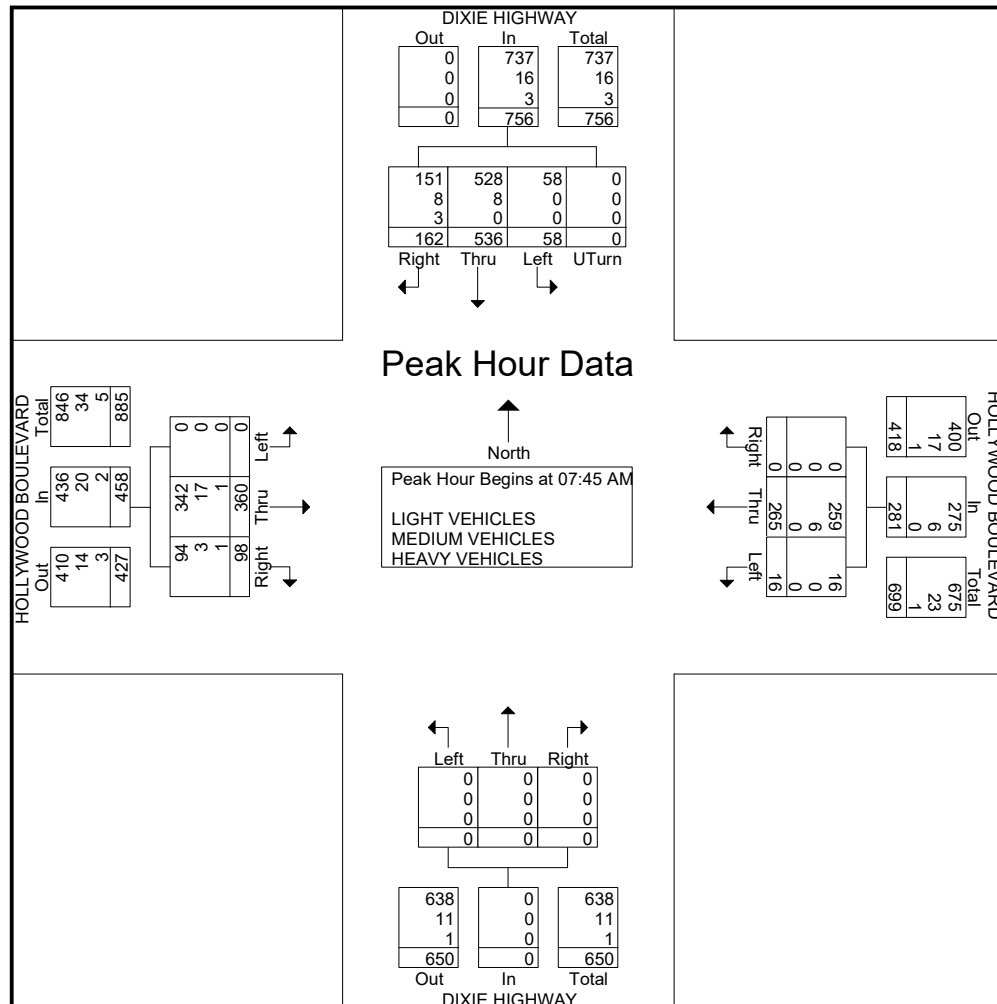 DIXIE HIGHWAY
Out In Total
0 737 737
0 16 16
0 3 3
0 756 756
151 528 58 0
8 8 0 0
3 0 0 0
162 536 58 0
Right Thru Left UTurn
Peak Hour Data
North
Peak Hour Begins at 07:45 AM
LIGHT VEHICLES
MEDIUM VEHICLES
HEAVY VEHICLES
HOLLYWOOD BOULEVARD
Out In Total
410 436 846
14 20 34
3 2 5
427 458 885
94 342 0
3 17 0
1 1 0
98 360 0
Right Thru Left
HOLLYWOOD BOULEVARD
Out In Total
400 275 675
17 6 23
1 0 1
418 281 699
0 259 16
0 6 0
0 0 0
0 265 16
Right Thru Left
Left Thru Right
0 0 0
0 0 0
0 0 0
0 0 0
638 0 638
11 0 11
1 0 1
650 0 650
Out In Total
DIXIE HIGHWAY